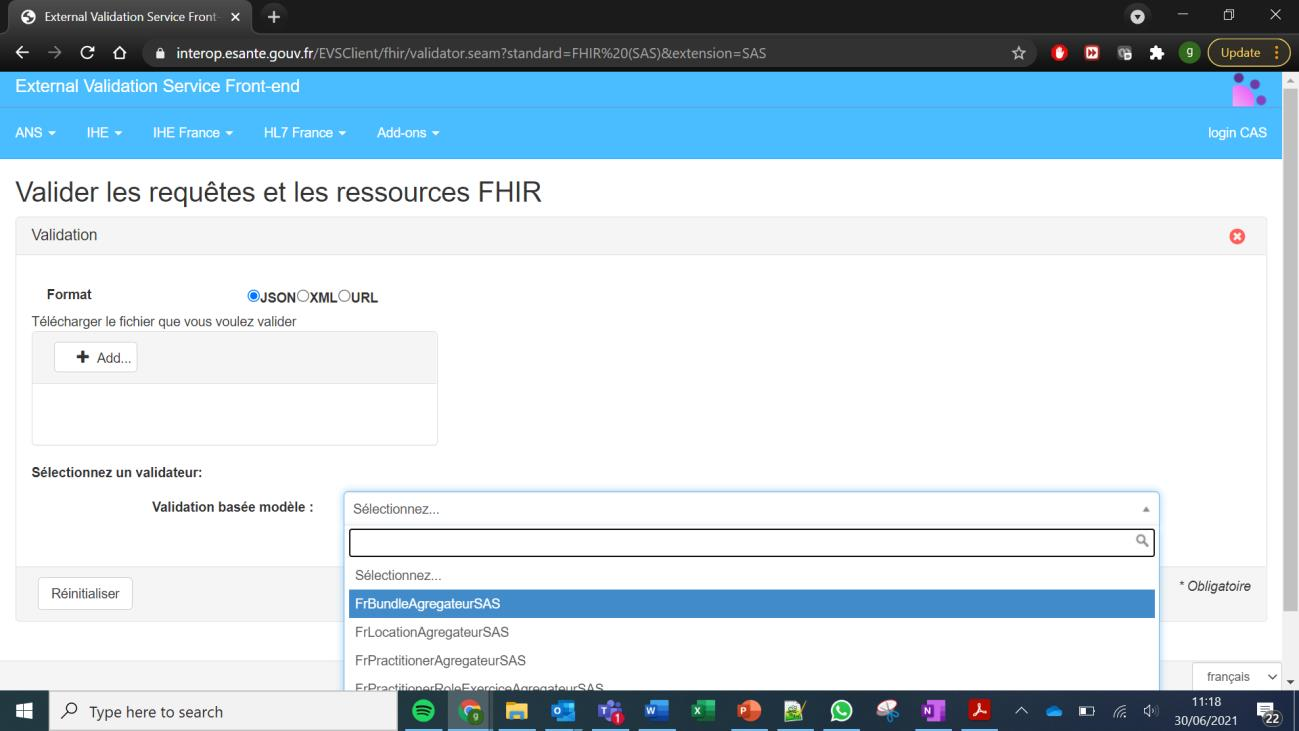 External Validation Service Front-
interop.esante.gouv.fr/EVSClient/fhir/validator.seam?standard=FHIR%20(SAS)&extension=SAS
g
Update
External Validation Service Front-end
ANS
IHE
IHE France
HL7 France
Add-ons
login CAS
Valider les requêtes et les ressources FHIR
Validation
Format
JSON XML URL
Télécharger le fichier que vous voulez valider
Add...
Sélectionnez un validateur:
Validation basée modèle :
Sélectionnez...
Sélectionnez...
FrBundleAgregateurSAS
FrLocationAgregateurSAS
FrPractitionerAgregateurSAS
FrPractitionerRoleExerciceAgregateurSAS
Réinitialiser
* Obligatoire
français
Type here to search
11:18
30/06/2021
22